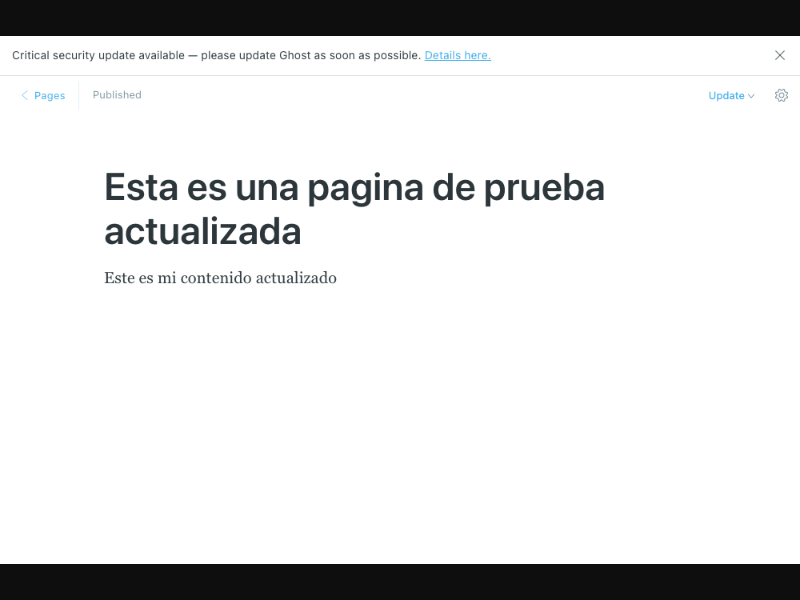 Critical security update available — please update Ghost as soon as possible. Details here.
Pages Published Update
Esta es una pagina de prueba
actualizada
Este es mi contenido actualizado